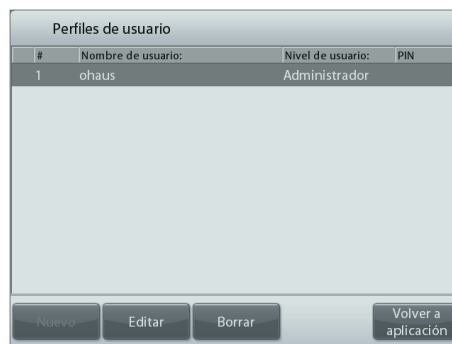 Perfiles de usuario
# Nombre de usuario: Nivel de usuario: PIN
1 ohaus Administrador
Nuevo Editar Borrar Volver a aplicación